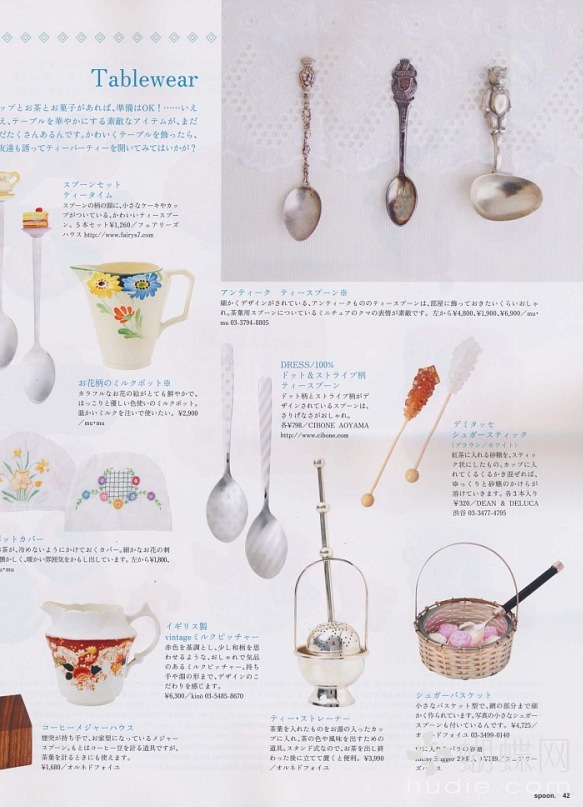 Tablewear
ップとお茶とお菓子があれば、準備はOK！……いえ
え、テーブルを華やかにする素敵なアイテムが、まだ
だたくさんあるんです。かわいくテーブルを飾ったら、
友達も誘ってティーパーティーを開いてみてはいかが？
スプーンセット
ティータイム
スプーンの柄の頭に、小さなケーキやカッ
プがついている。かわいいティースプー
ン。5本セット¥1,260／フェアリーズ
ハウス http://www.fairys7.com
アンティーク　ティースプーン※
細かくデザインがされている、アンティークもののティースプーンは、部屋に飾っておきたいくらいおしゃ
れ。茶葉用スプーンについているミニチュアのクマの表情が素敵です。左から¥4,800、¥1,900、¥6,900／mu・
mu 03-3794-8805
お花柄のミルクポット※
カラフルなお花の絵がとても鮮やかで、
ほっこりと優しい色使いのミルクポット。
温かいミルクを注いで使いたい。¥2,900
／mu・mu
DRESS/100%
ドット＆ストライプ柄
ティースプーン
ドット柄とストライプ柄がデ
ザインされているスプーンは、
さりげなさがおしゃれ。
各¥798／CIBONE AOYAMA
http://www.cibone.com
デミタッセ
シュガースティック
（ブラウン／ホワイト）
紅茶に入れるお砂糖を、スティッ
ク状にしたもの。カップに入
れてくるくるかき混ぜれば、
ゆっくりと砂糖のかけらが
溶けていきます。各3本入り
¥320／DEAN & DELUCA
渋谷 03-3477-4795
ットカバー
お茶が、冷めないようにかけておくカバー。細かなお花の刺
懐かしく、暖かい雰囲気をかもし出しています。左から¥1,800、
mu
イギリス製
vintageミルクピッチャー
赤色を基調とし、少し和柄を思
わせるような、おしゃれで気品
のあるミルクピッチャー。持ち
手や淵の形まで、デザインのこ
だわりを感じます。
¥6,300／kinö 03-5485-8670
コーヒーメジャーハウス
煙突が持ち手で、お家型になっているメジャー
スプーン。もとはコーヒー豆を計る道具ですが、
茶葉を計るときにも使えます。
¥1,680／オルネドフォイユ
ティー・ストレーナー
茶葉を入れたものをお湯の入ったカッ
プに入れ、茶の色や風味を出すための
道具。スタンド式なので、お茶を出し終
わった後に立てて置くと便利。¥3,990
／オルネドフォイユ
シュガーバスケット
小さなバスケット型で、網の部分まで細
かく作られています。写真の小さなシュガー
スプーンも付いているんです。¥4,725／
オルネドフォイユ 03-3499-0140
spoon. 42